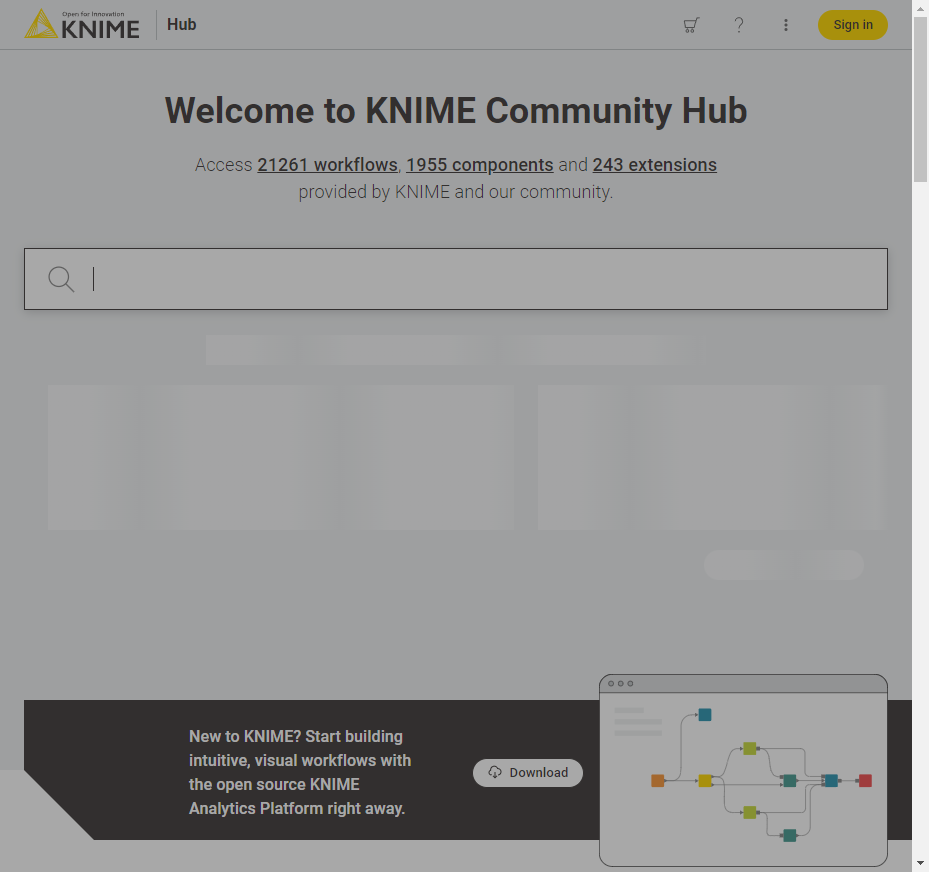 Open for Innovation
KNIME
Hub
Sign in
Welcome to KNIME Community Hub
Access 21261 workflows, 1955 components and 243 extensions
provided by KNIME and our community.
New to KNIME? Start building
intuitive, visual workflows with
the open source KNIME
Analytics Platform right away.
Download